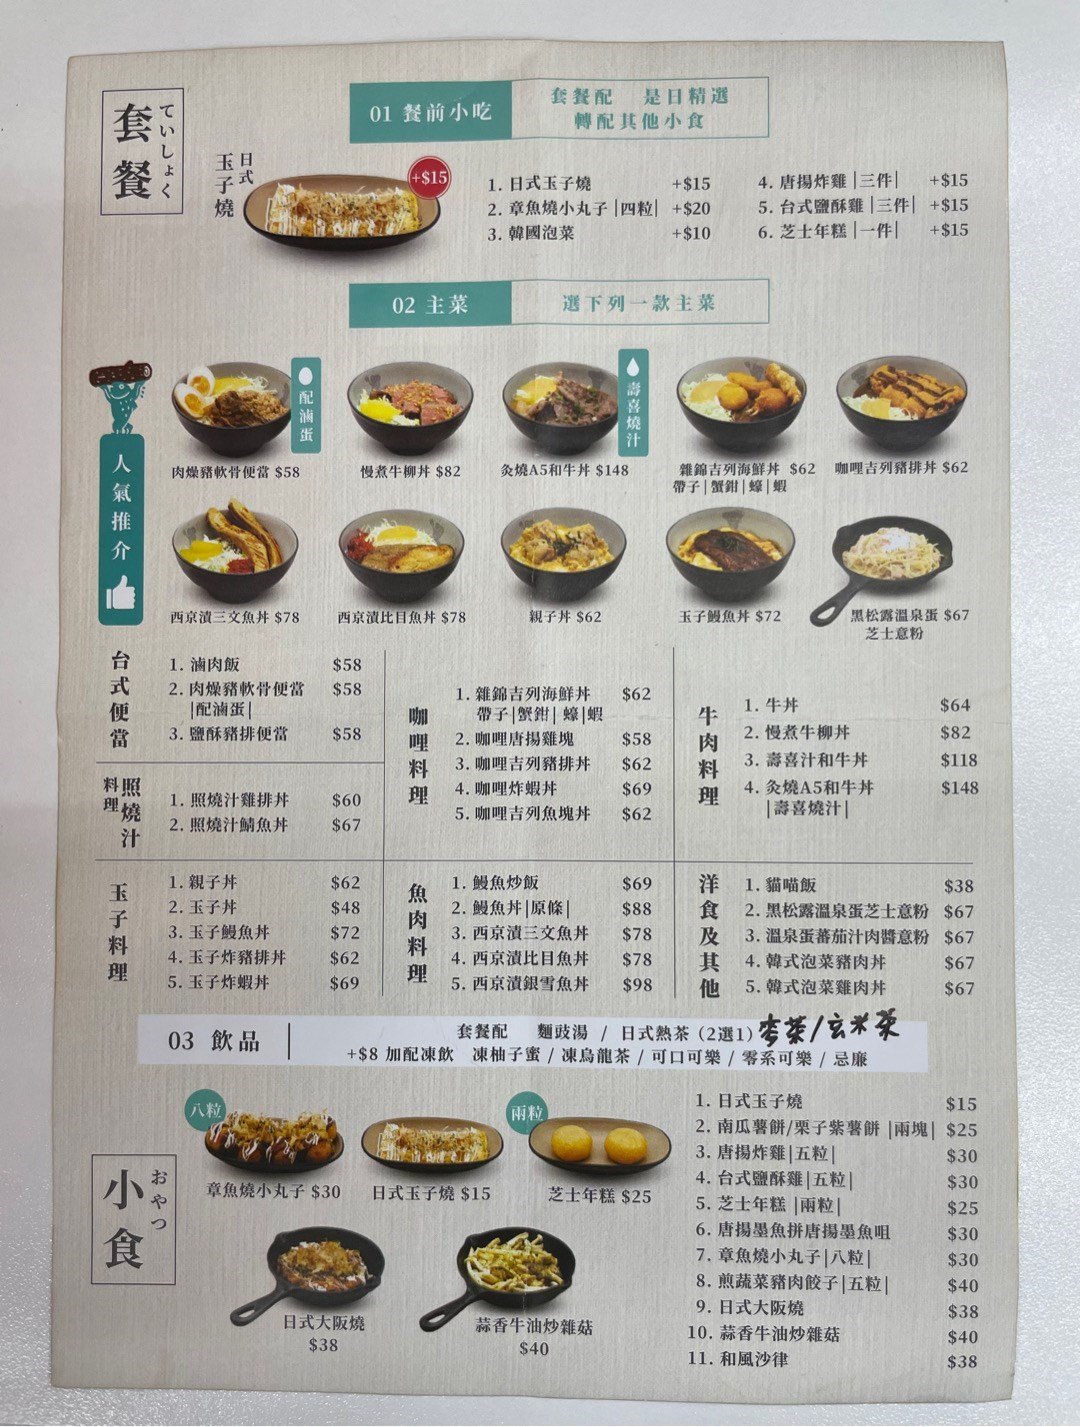 套餐
ていしょく
01 餐前小吃
套餐配 是日精選
轉配其他小食
日式
玉子燒
+$15
1. 日式玉子燒 +$15
2. 章魚燒小丸子 |四粒| +$20
3. 韓國泡菜 +$10
4. 唐揚炸雞 |三件| +$15
5. 台式鹽酥雞 |三件| +$15
6. 芝士年糕 |一件| +$15
02 主菜
選下列一款主菜
人氣推介
配滷蛋
壽喜燒汁
肉燥豬軟骨便當 $58
慢煮牛柳丼 $82
灸燒A5和牛丼 $148
雜錦吉列海鮮丼 $62
帶子|蟹鉗|蠔|蝦
咖哩吉列豬排丼 $62
西京漬三文魚丼 $78
西京漬比目魚丼 $78
親子丼 $62
玉子鰻魚丼 $72
黑松露溫泉蛋 $67
芝士意粉
台式便當
1. 滷肉飯 $58
2. 肉燥豬軟骨便當 $58
|配滷蛋|
3. 鹽酥豬排便當 $58
照燒汁
料理
1. 照燒汁雞排丼 $60
2. 照燒汁鯖魚丼 $67
咖哩料理
1. 雜錦吉列海鮮丼 $62
帶子|蟹鉗| 蠔|蝦
2. 咖哩唐揚雞塊 $58
3. 咖哩吉列豬排丼 $62
4. 咖哩炸蝦丼 $69
5. 咖哩吉列魚塊丼 $62
牛肉料理
1. 牛丼 $64
2. 慢煮牛柳丼 $82
3. 壽喜汁和牛丼 $118
4. 灸燒A5和牛丼 $148
|壽喜燒汁|
玉子料理
1. 親子丼 $62
2. 玉子丼 $48
3. 玉子鰻魚丼 $72
4. 玉子炸豬排丼 $62
5. 玉子炸蝦丼 $69
魚肉料理
1. 鰻魚炒飯 $69
2. 鰻魚丼|原條| $88
3. 西京漬三文魚丼 $78
4. 西京漬比目魚丼 $78
5. 西京漬銀雪魚丼 $98
洋食及其他
1. 貓喵飯 $38
2. 黑松露溫泉蛋芝士意粉 $67
3. 溫泉蛋蕃茄汁肉醬意粉 $67
4. 韓式泡菜豬肉丼 $67
5. 韓式泡菜雞肉丼 $67
03 飲品
套餐配 麵豉湯 / 日式熱茶 (2選1) 麥茶/玄米茶
+$8 加配凍飲 凍柚子蜜 / 凍烏龍茶 / 可口可樂 / 零系可樂 / 忌廉
小食
おやつ
八粒
章魚燒小丸子 $30
日式玉子燒 $15
兩粒
芝士年糕 $25
日式大阪燒
$38
蒜香牛油炒雜菇
$40
1. 日式玉子燒 $15
2. 南瓜薯餅/栗子紫薯餅 |兩塊| $25
3. 唐揚炸雞|五粒| $30
4. 台式鹽酥雞|五粒| $30
5. 芝士年糕 |兩粒| $25
6. 唐揚墨魚拼唐揚墨魚咀 $30
7. 章魚燒小丸子|八粒| $30
8. 煎蔬菜豬肉餃子|五粒| $40
9. 日式大阪燒 $38
10. 蒜香牛油炒雜菇 $40
11. 和風沙律 $38